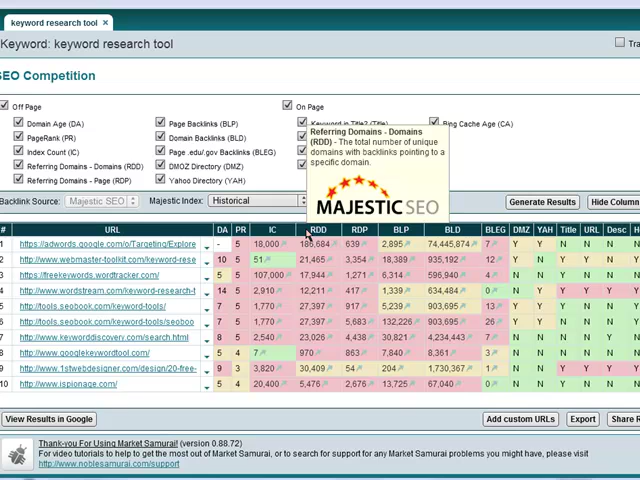 keyword research tool ×
Keyword: keyword research tool
SEO Competition
Off Page On Page
Domain Age (DA) Page Backlinks (BLP) Keyword in Title? (Title) Bing Cache Age (CA)
PageRank (PR) Domain Backlinks (BLD)
Index Count (IC) Page .edu/.gov Backlinks (BLEG)
Referring Domains - Domains (RDD) DMOZ Directory (DMZ)
Referring Domains - Page (RDP) Yahoo Directory (YAH)
Referring Domains - Domains
(RDD) - The total number of unique
domains with backlinks pointing to a
specific domain.
MAJESTIC SEO
Backlink Source: Majestic SEO Majestic Index: Historical Generate Results Hide Column
# URL DA PR IC RDD RDP BLP BLD BLEG DMZ YAH Title URL Desc
1 https://adwords.google.com/o/Targeting/Explore - 5 18,000 639 2,895 74,445,874 7 Y Y N N N N
2 http://www.webmaster-toolkit.com/keyword-rese 10 5 51 21,465 3,354 18,389 935,192 12 Y N Y Y Y
3 https://freekeywords.wordtracker.com/ 5 5 107,000 17,944 1,271 6,314 596,940 4
4 http://www.wordstream.com/keyword-research-t 14 5 2,910 12,211 417 1,339 634,484 0
5 http://tools.seobook.com/keyword-tools/ 7 5 1,770 27,397 917 5,239 903,695 13
6 http://tools.seobook.com/keyword-tools/seoboo 7 5 1,770 27,397 5,683 132,226 903,695 26
7 http://www.keyworddiscovery.com/search.html 8 5 2,540 23,026 4,438 30,821 4,234,443 7
8 http://www.googlekeywordtool.com/ 5 4 7 970 863 7,840 8,361 3
9 http://www.1stwebdesigner.com/design/20-free- 9 3 3,820 30,409 54 204 1,730,367 1
10 http://www.ispionage.com/ 5 4 20,400 5,476 2,676 13,725 67,040 0
View Results in Google Add custom URLs Export Share R
Thank-you For Using Market Samurai! (version 0.88.72)
For video tutorials to help to get the most out of Market Samurai, or to search for support for any Market Samurai problems you might have, please visit
http://www.noblesamurai.com/support